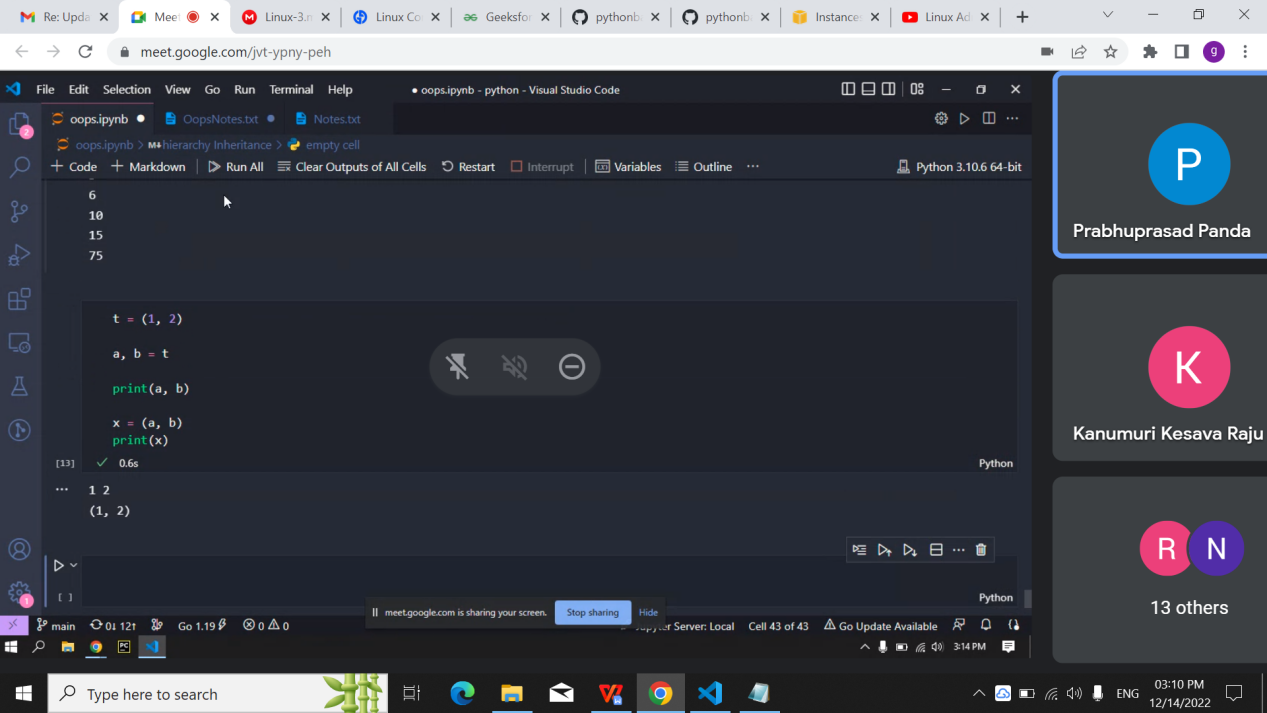 Re: Upda
Meet
Linux-3.n
Linux Co
Geeksfor
pythonb
pythonb
Instance
Linux Ad
meet.google.com/jvt-ypny-peh
g
File Edit Selection View Go Run Terminal Help
● oops.ipynb - python - Visual Studio Code
oops.ipynb ●
OopsNotes.txt ●
Notes.txt
oops.ipynb > M↓ hierarchy Inheritance > empty cell
+ Code + Markdown Run All Clear Outputs of All Cells Restart Interrupt Variables Outline ···
Python 3.10.6 64-bit
2
6
10
15
75
t = (1, 2)
a, b = t
print(a, b)
x = (a, b)
print(x)
[13] ✓ 0.6s
Python
··· 1 2
(1, 2)
[ ]
Python
meet.google.com is sharing your screen. Stop sharing Hide
1
main 0↓ 12↑ Go 1.19 0 0
Server: Local Cell 43 of 43 Go Update Available
PC
3:14 PM
P
Prabhuprasad Panda
K
Kanumuri Kesava Raju
R N
13 others
Type here to search
ENG
03:10 PM
12/14/2022